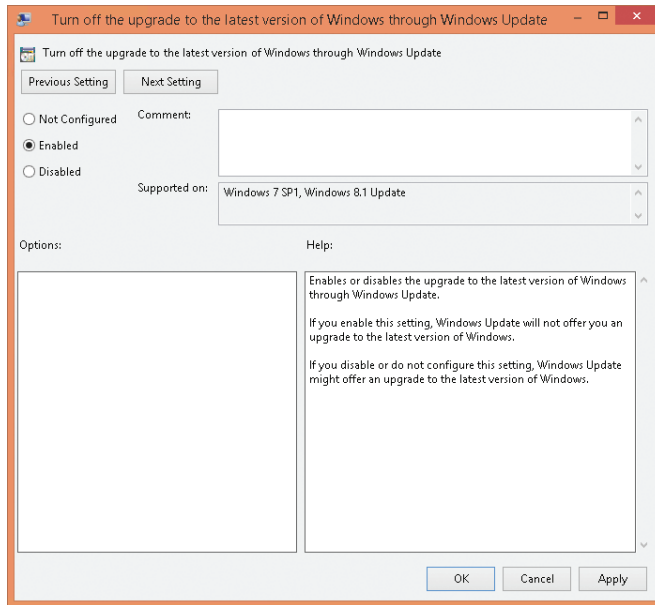 Turn off the upgrade to the latest version of Windows through Windows Update
Turn off the upgrade to the latest version of Windows through Windows Update
Previous Setting
Next Setting
Not Configured
Enabled
Disabled
Comment:
Supported on:
Windows 7 SP1, Windows 8.1 Update
Options:
Help:
Enables or disables the upgrade to the latest version of Windows
through Windows Update.
If you enable this setting, Windows Update will not offer you an
upgrade to the latest version of Windows.
If you disable or do not configure this setting, Windows Update
might offer an upgrade to the latest version of Windows.
OK
Cancel
Apply